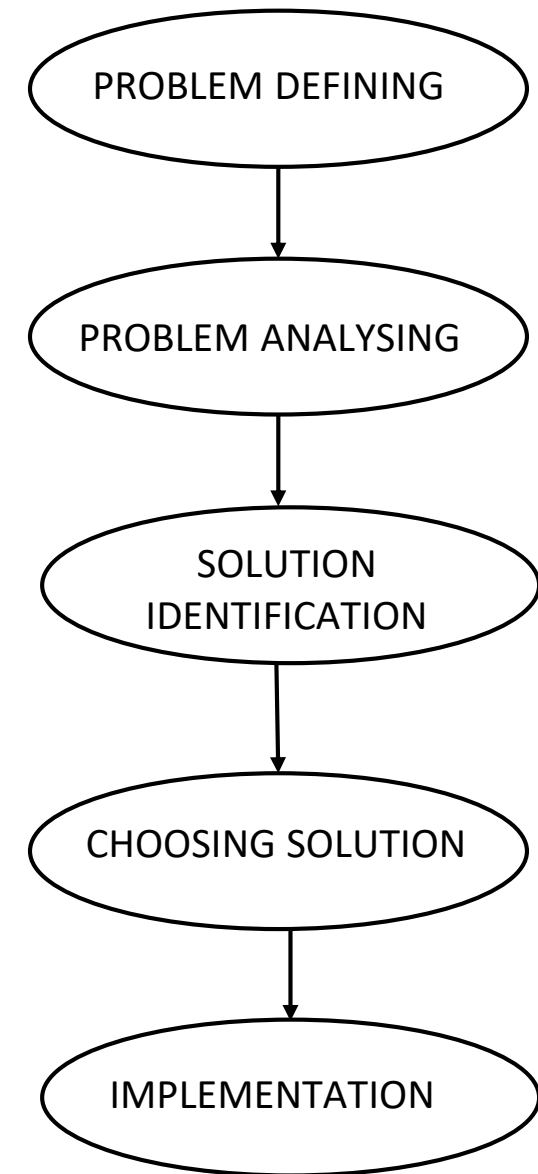 PROBLEM DEFINING
PROBLEM ANALYSING
SOLUTION
IDENTIFICATION
CHOOSING SOLUTION
IMPLEMENTATION